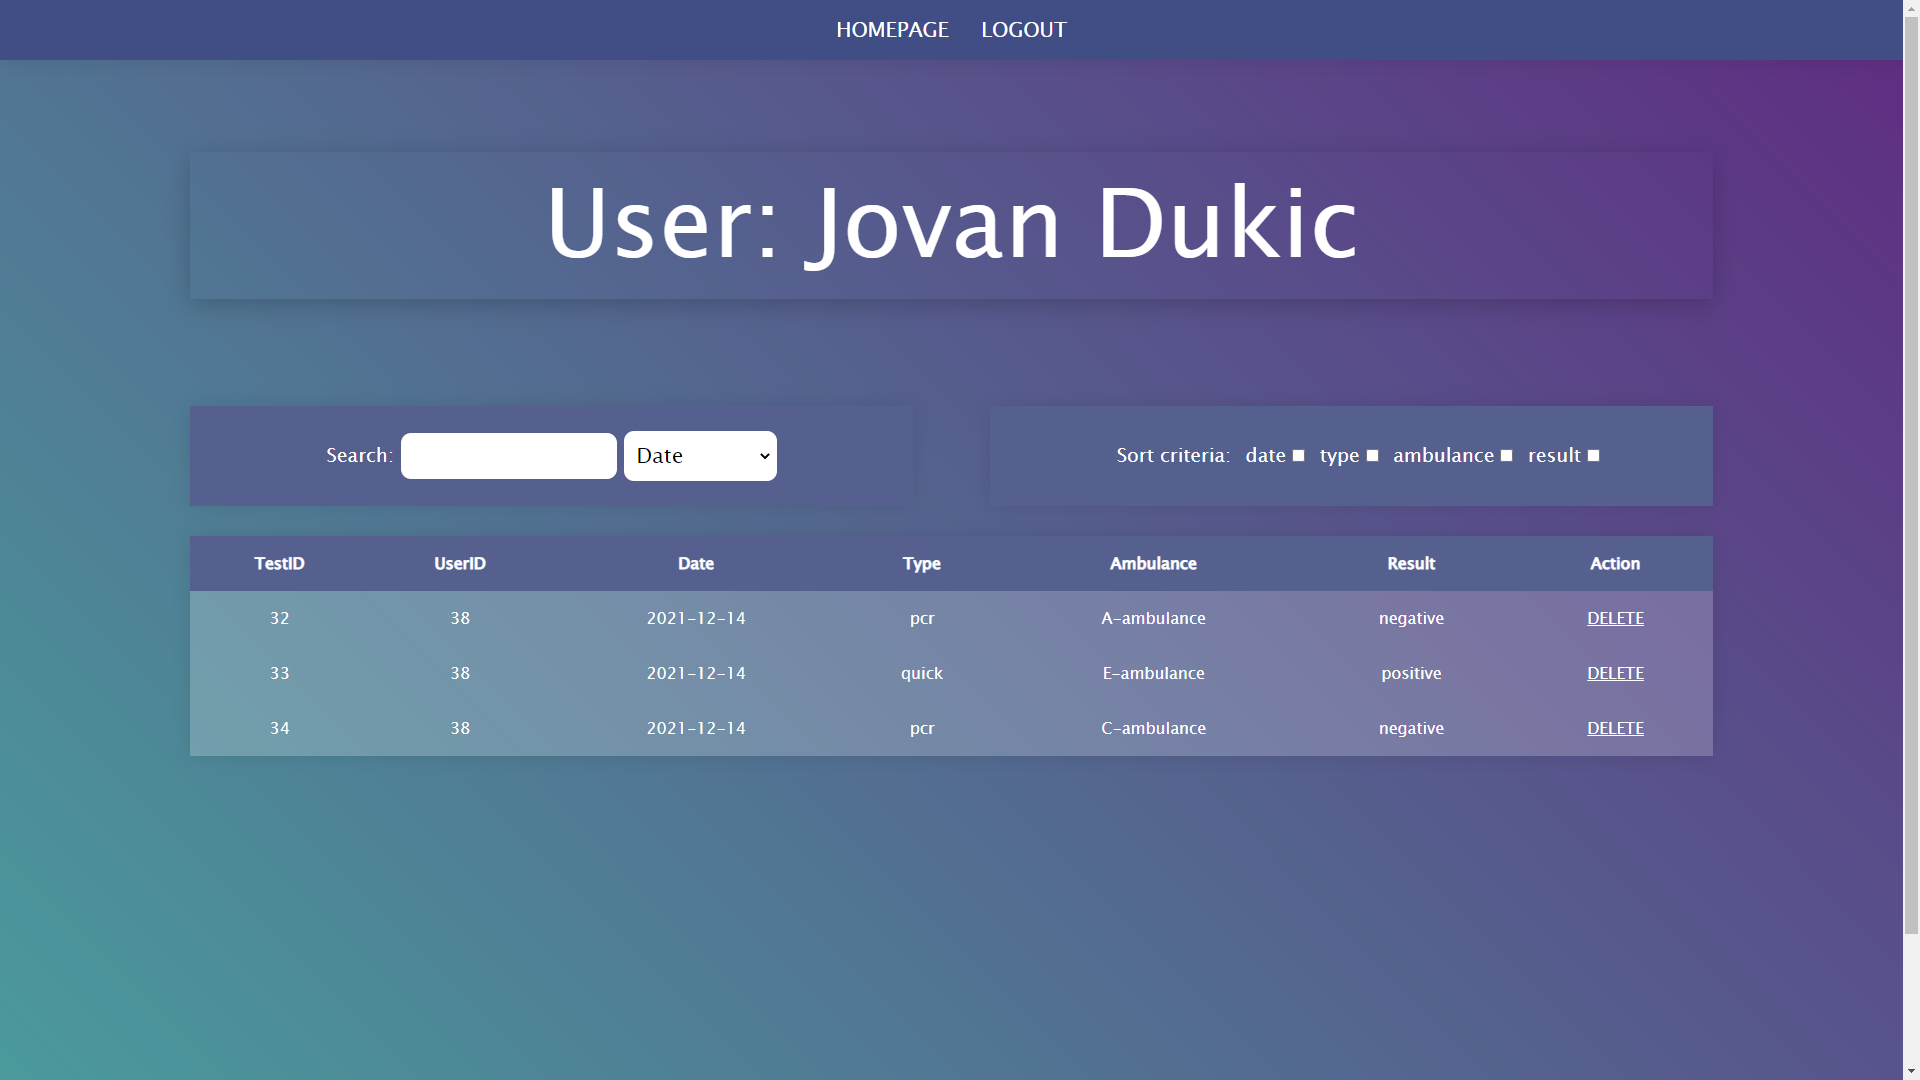 HOMEPAGE LOGOUT
User: Jovan Dukic
Search: Date
Sort criteria: date type ambulance result
TestID UserID Date Type Ambulance Result Action
32 38 2021-12-14 pcr A-ambulance negative DELETE
33 38 2021-12-14 quick E-ambulance positive DELETE
34 38 2021-12-14 pcr C-ambulance negative DELETE